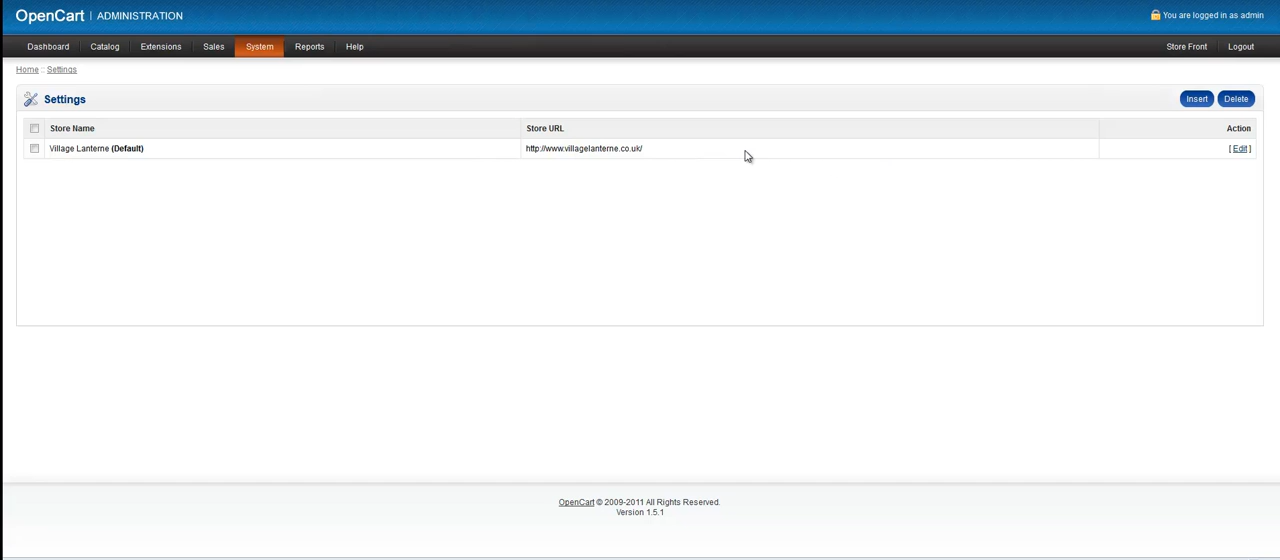 OpenCart | ADMINISTRATION
You are logged in as admin
Dashboard Catalog Extensions Sales System Reports Help Store Front Logout
Home :: Settings
Settings Insert Delete
Store Name Store URL Action
Village Lanterne (Default) http://www.villagelanterne.co.uk/ [ Edit ]
OpenCart © 2009-2011 All Rights Reserved.
Version 1.5.1